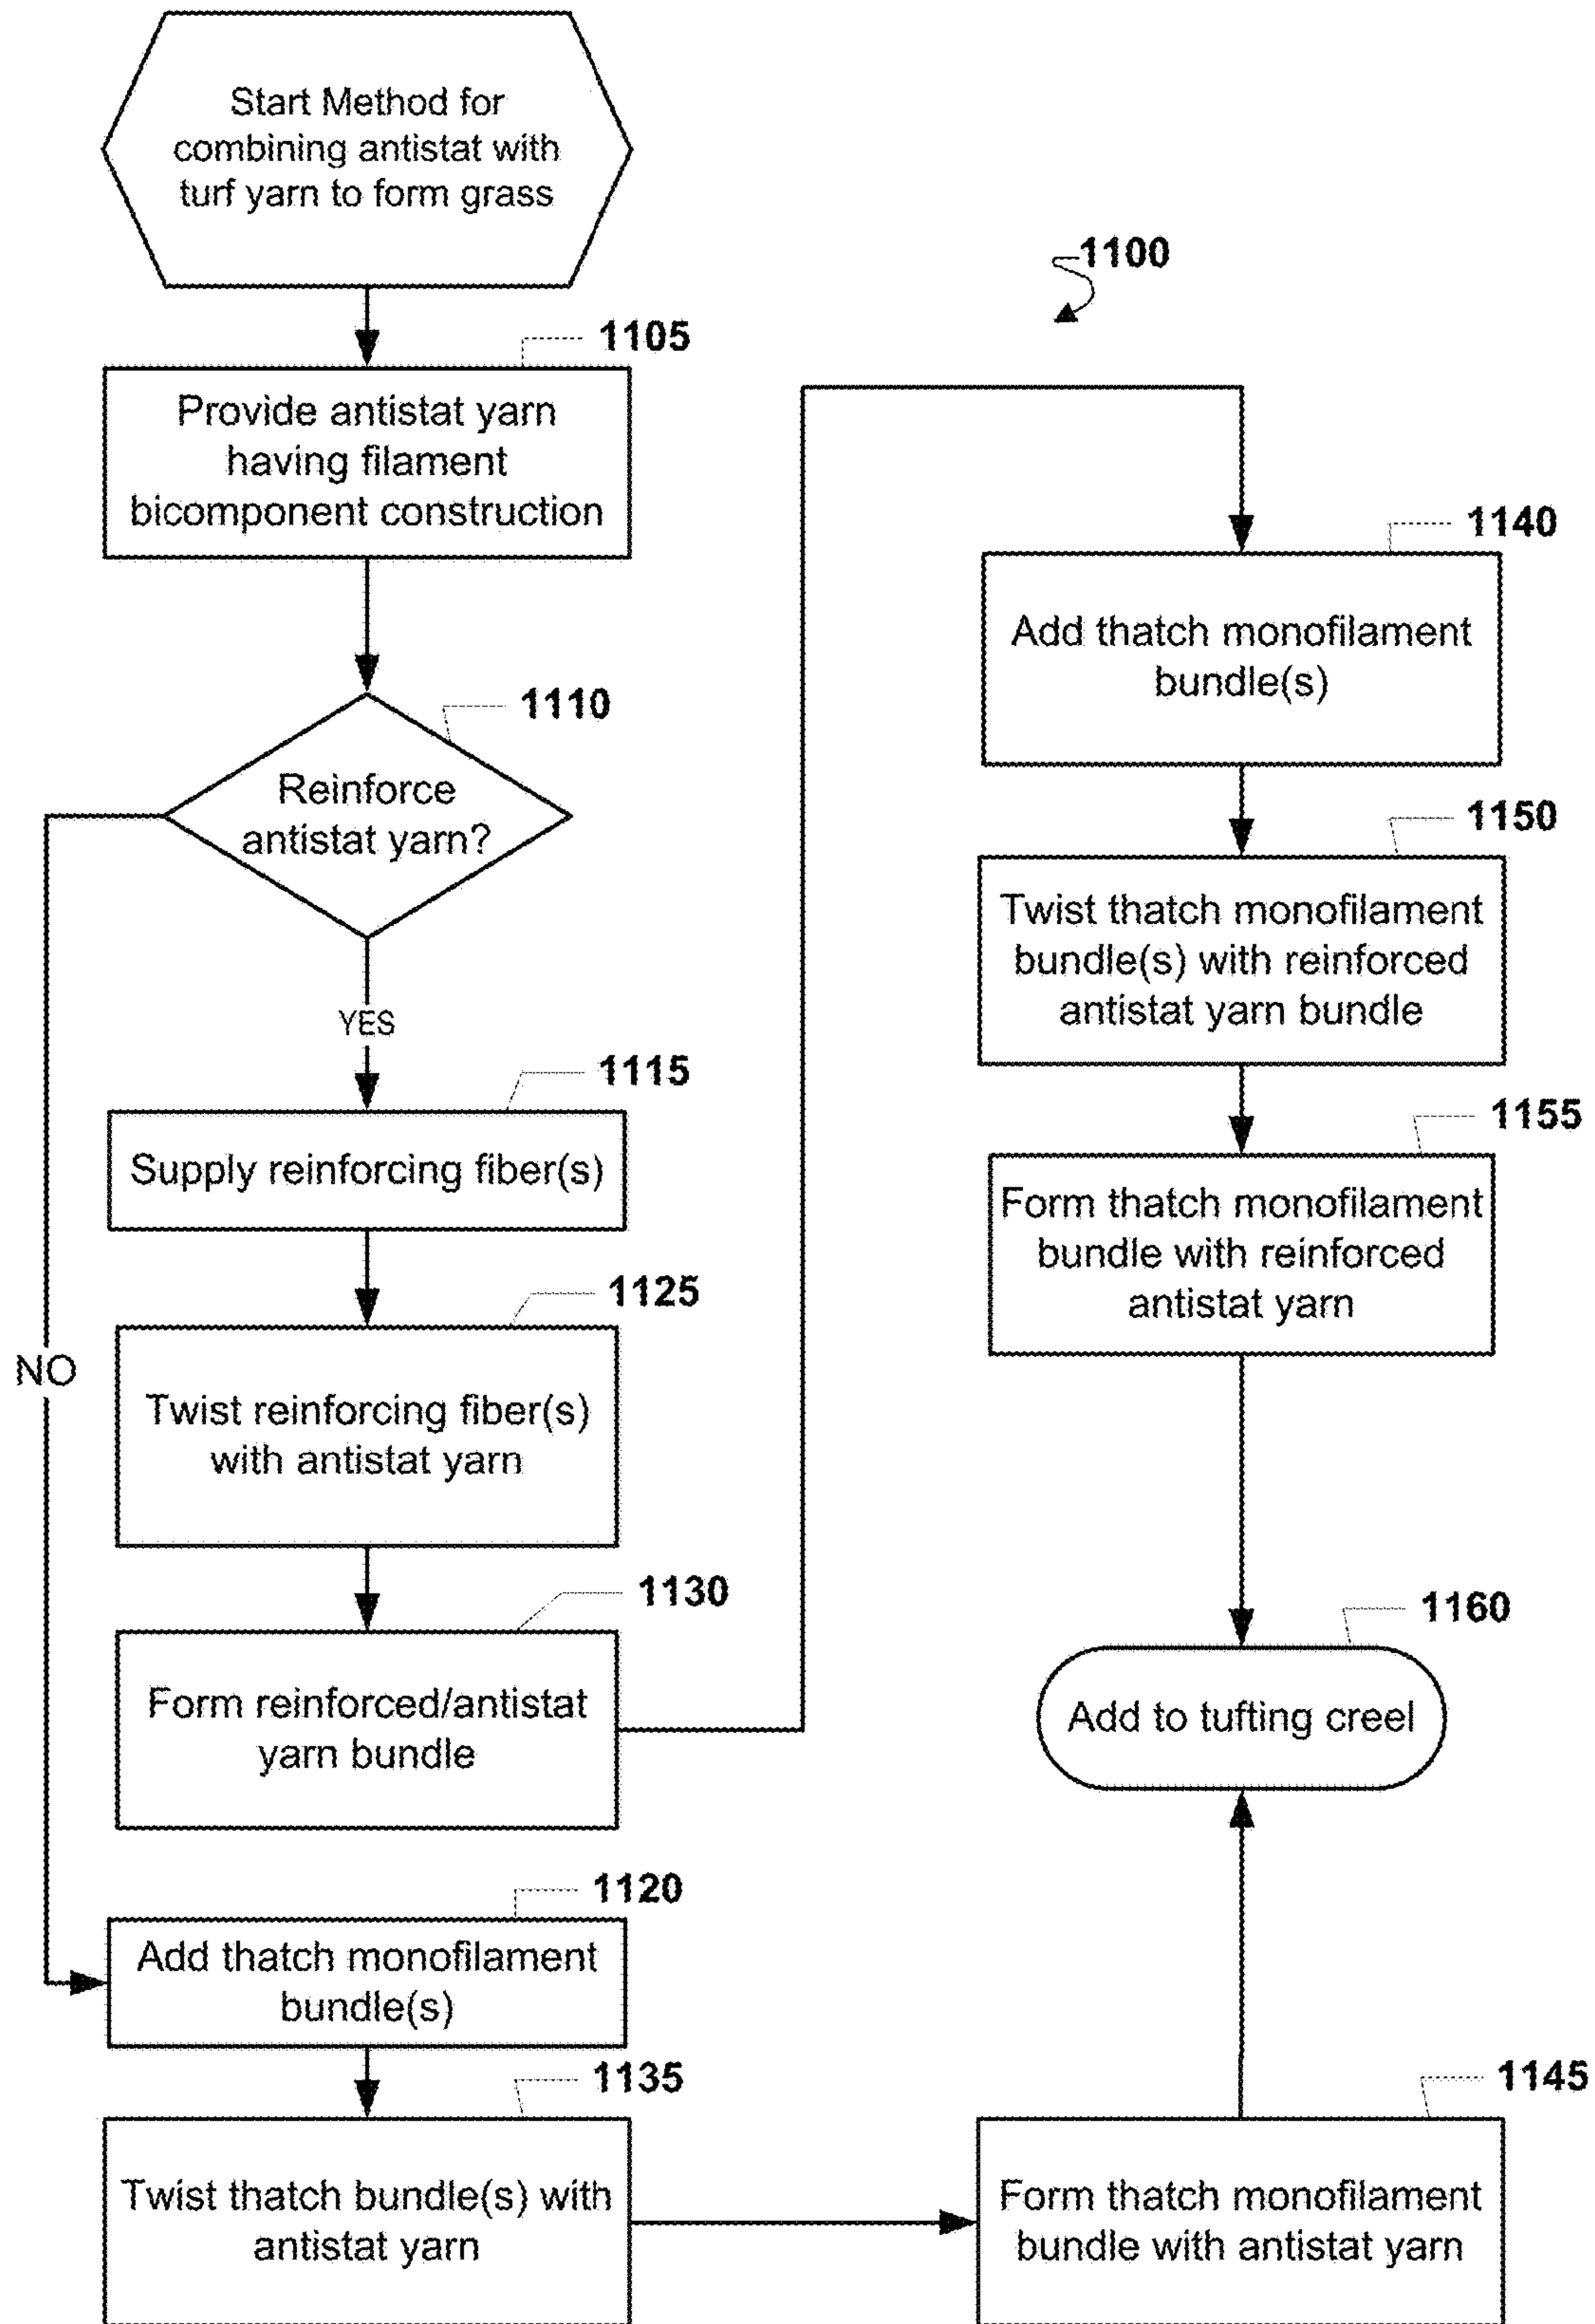 Start Method for
combining antistat with
turf yarn to form grass
1100
1105
Provide antistat yarn
having filament
bicomponent construction
1110
Reinforce
antistat yarn?
YES
1115
Supply reinforcing fiber(s)
1125
Twist reinforcing fiber(s)
with antistat yarn
NO
1130
Form reinforced/antistat
yarn bundle
1120
Add thatch monofilament
bundle(s)
1135
Twist thatch bundle(s) with
antistat yarn
1140
Add thatch monofilament
bundle(s)
1150
Twist thatch monofilament
bundle(s) with reinforced
antistat yarn bundle
1155
Form thatch monofilament
bundle with reinforced
antistat yarn
1160
Add to tufting creel
1145
Form thatch monofilament
bundle with antistat yarn